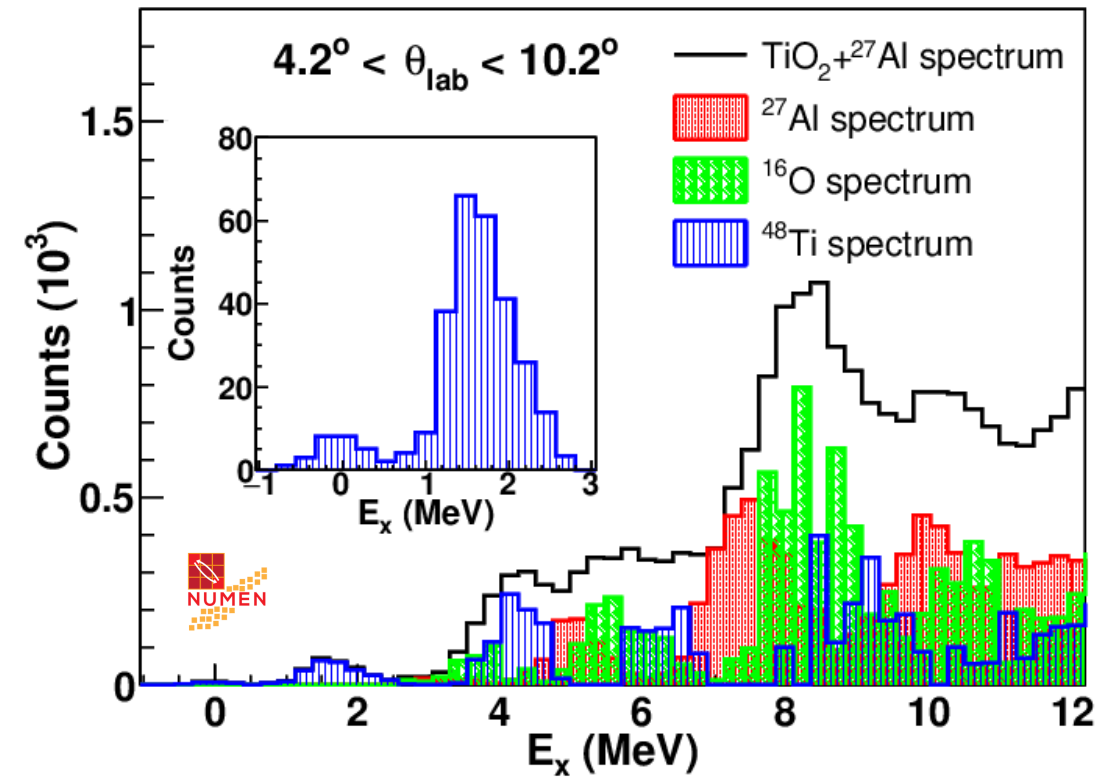 4.2° < θlab < 10.2°
TiO2+27Al spectrum
27Al spectrum
16O spectrum
48Ti spectrum
Counts (10³)
1.5
1
0.5
0
Counts
80
60
40
20
0
−1 0 1 2 3
Ex (MeV)
NUMEN
0 2 4 6 8 10 12
Ex (MeV)